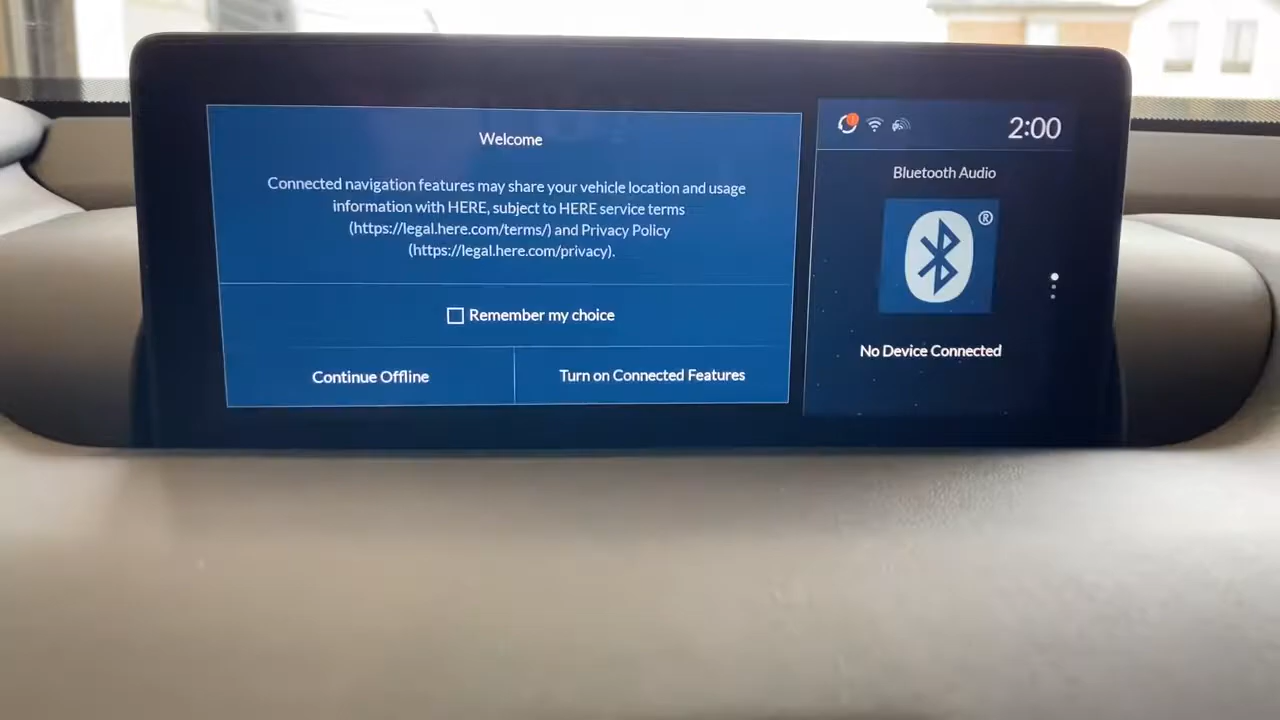 Welcome
Connected navigation features may share your vehicle location and usage
information with HERE, subject to HERE service terms
(https://legal.here.com/terms/) and Privacy Policy
(https://legal.here.com/privacy).
Remember my choice
Continue Offline
Turn on Connected Features
2:00
Bluetooth Audio
®
No Device Connected